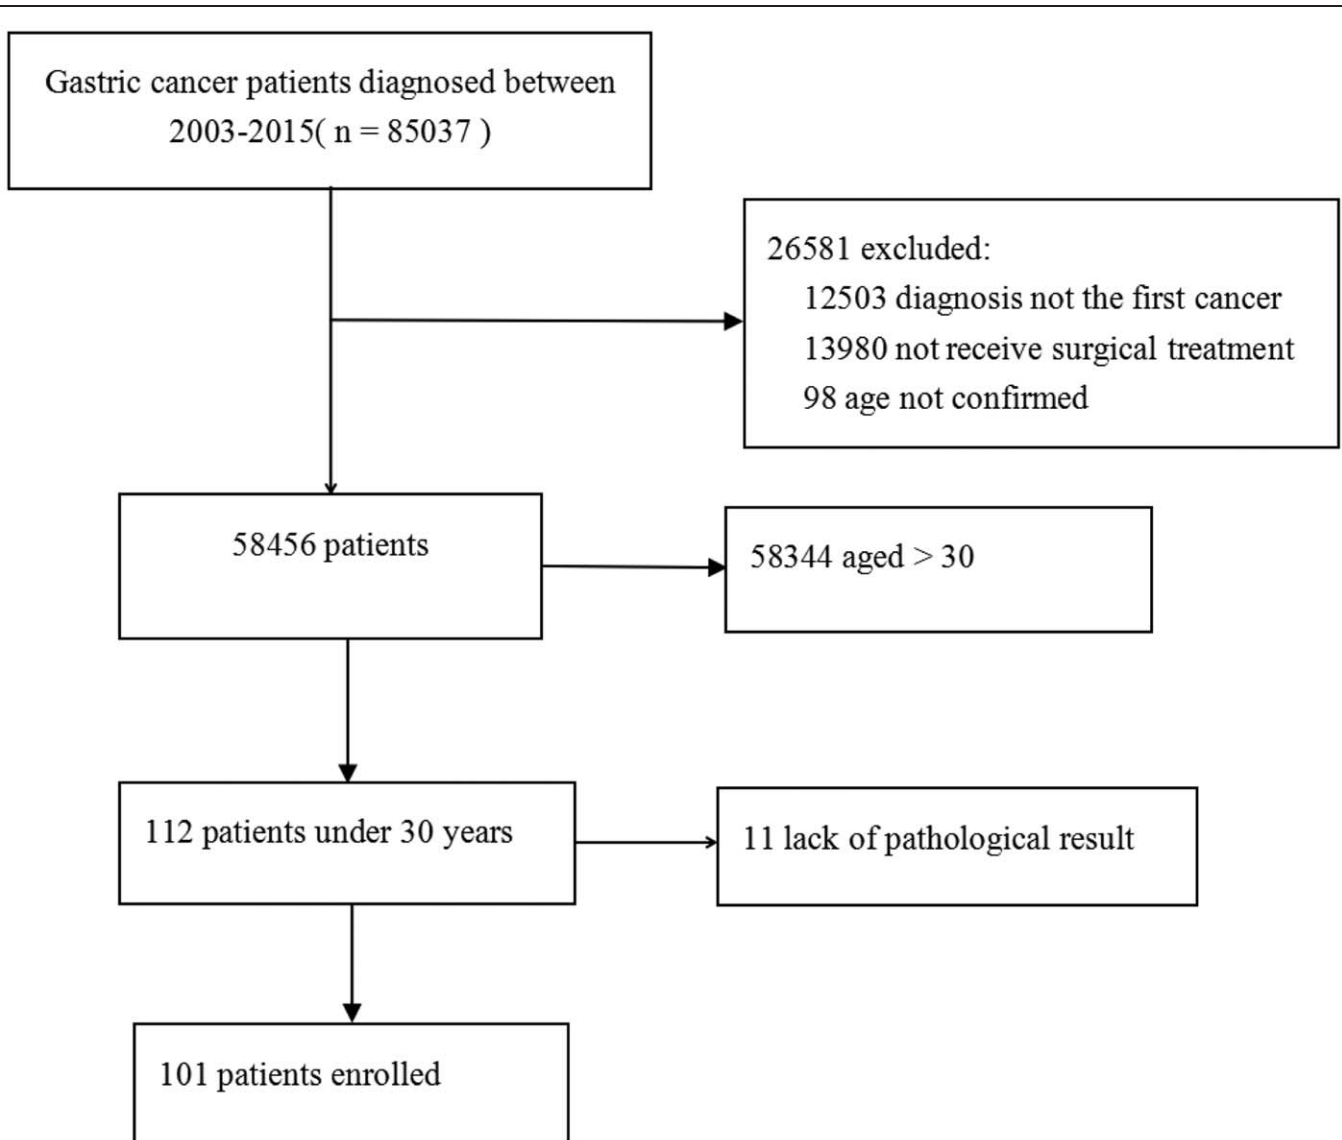 Gastric cancer patients diagnosed between
2003-2015( n = 85037 )
26581 excluded:
12503 diagnosis not the first cancer
13980 not receive surgical treatment
98 age not confirmed
58456 patients
58344 aged > 30
112 patients under 30 years
11 lack of pathological result
101 patients enrolled